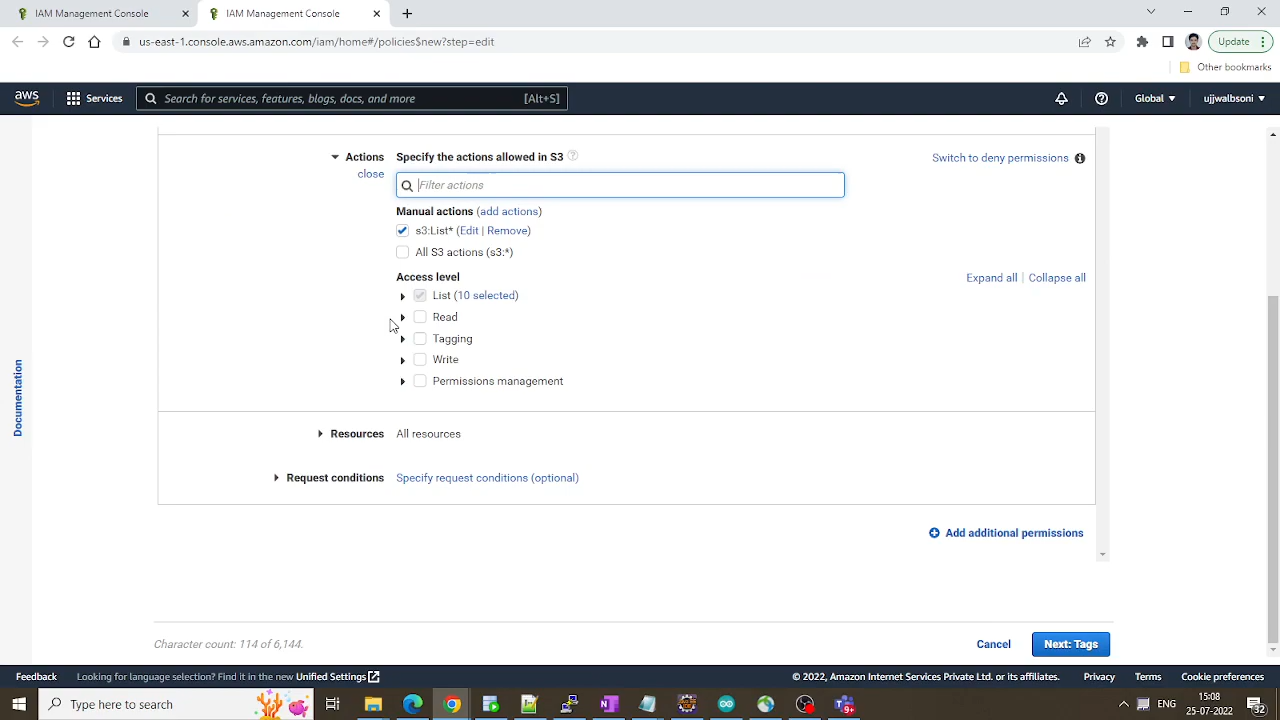 IAM Management Console
IAM Management Console
us-east-1.console.aws.amazon.com/iam/home#/policies$new?step=edit
Update
Other bookmarks
aws
Services
Search for services, features, blogs, docs, and more
[Alt+S]
Global
ujjwalbsoni
Actions
close
Specify the actions allowed in S3
Switch to deny permissions
Filter actions
Manual actions (add actions)
s3:List* (Edit | Remove)
All S3 actions (s3:*)
Access level
Expand all | Collapse all
List (10 selected)
Read
Tagging
Write
Permissions management
Documentation
Resources
All resources
Request conditions
Specify request conditions (optional)
Add additional permissions
Character count: 114 of 6,144.
Cancel
Next: Tags
Feedback
Looking for language selection? Find it in the new Unified Settings
© 2022, Amazon Internet Services Private Ltd. or its affiliates.
Privacy
Terms
Cookie preferences
Type here to search
9+
ENG
15:08
25-07-2022
2